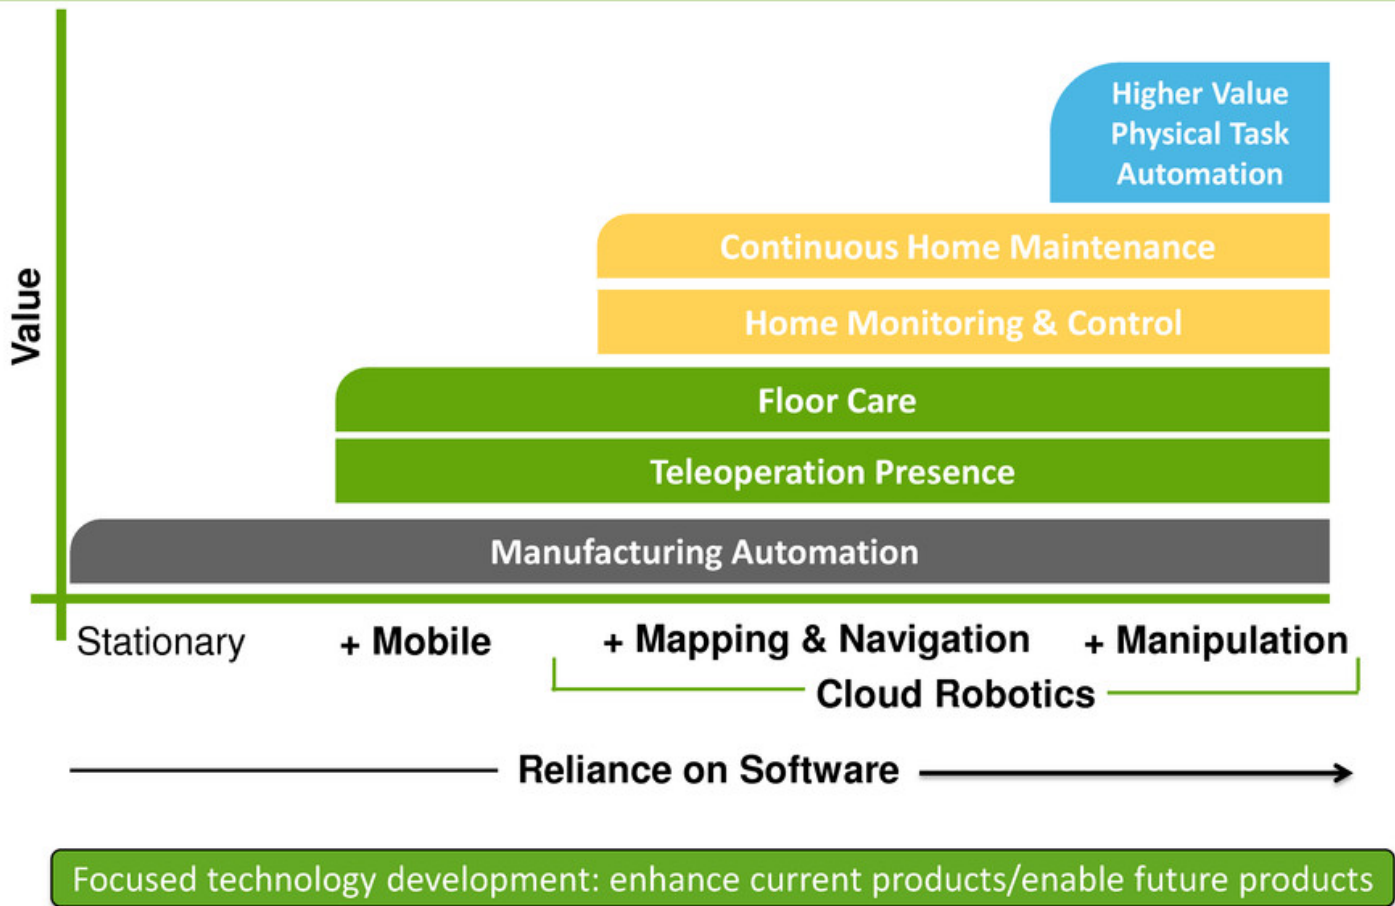 Higher Value
Physical Task
Automation
Continuous Home Maintenance
Home Monitoring & Control
Floor Care
Teleoperation Presence
Manufacturing Automation
Value
Stationary + Mobile + Mapping & Navigation + Manipulation
Cloud Robotics
Reliance on Software
Focused technology development: enhance current products/enable future products